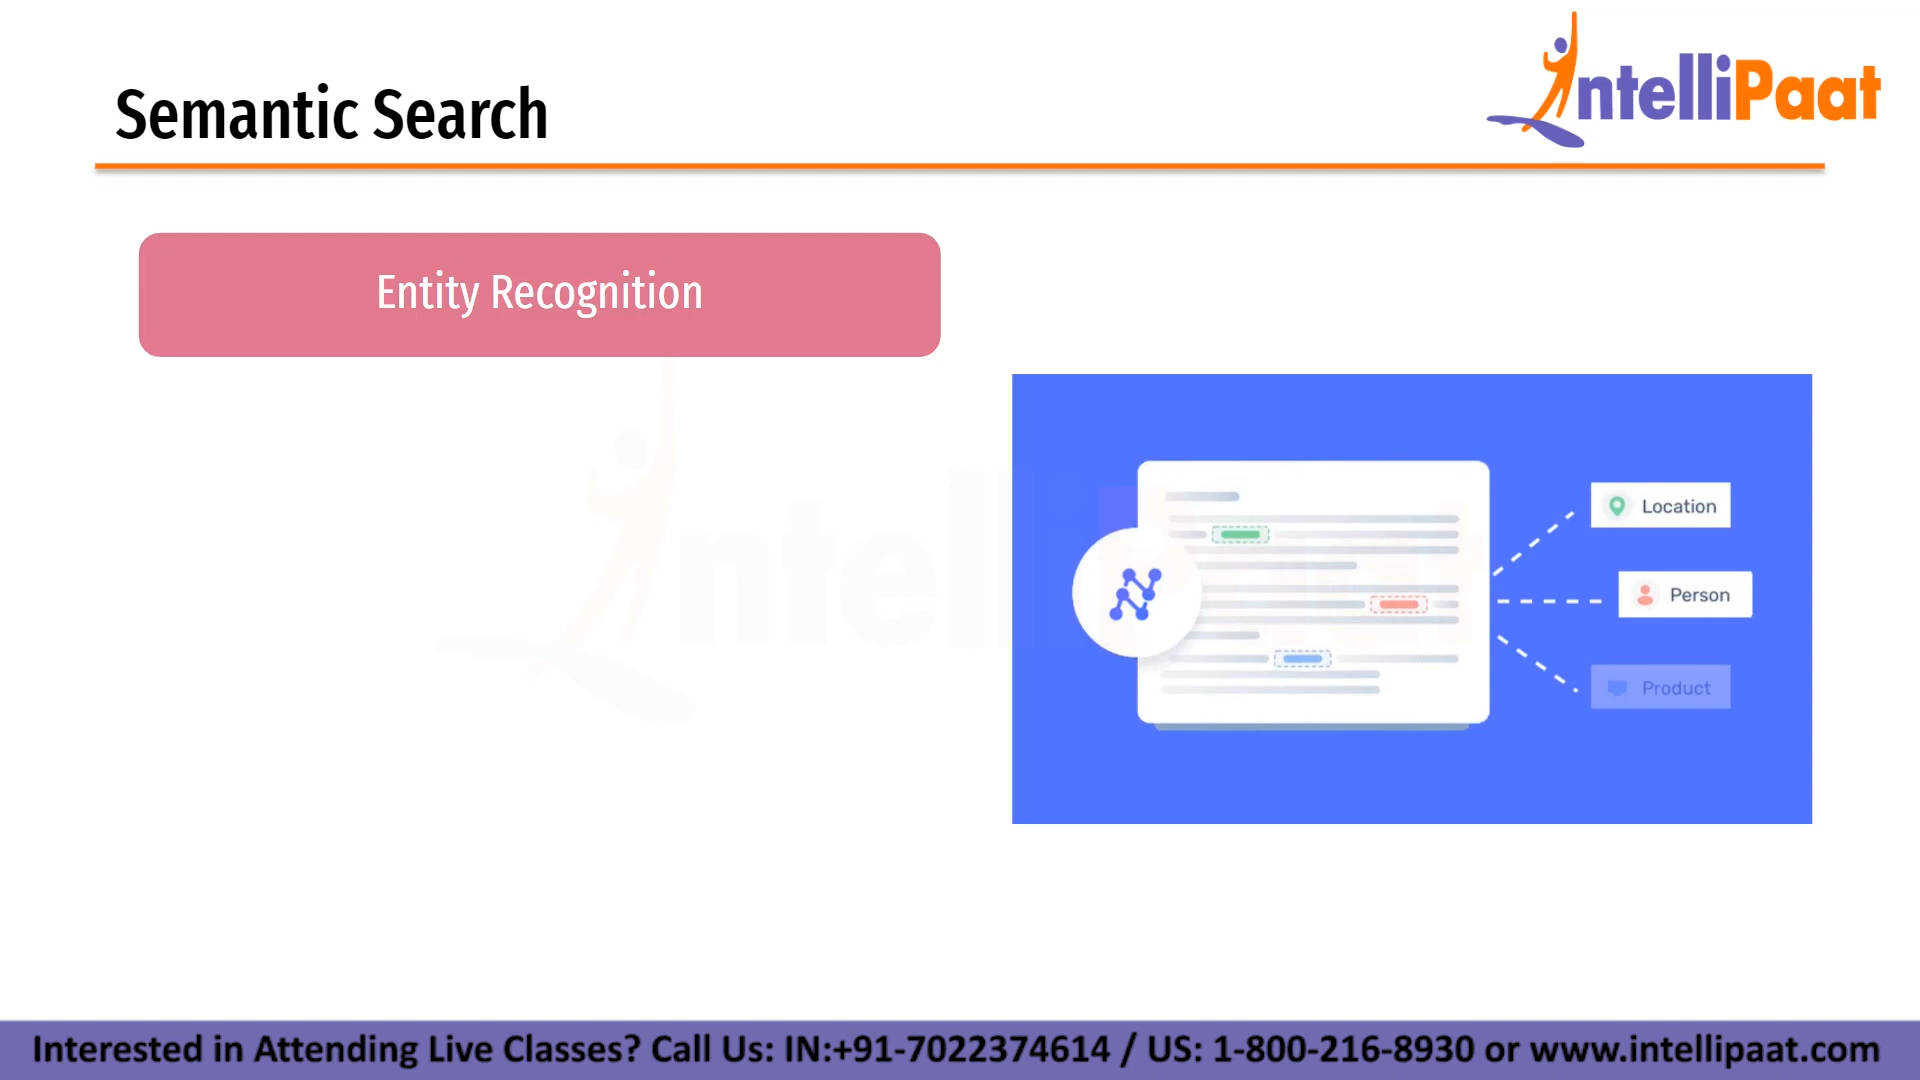 Semantic Search
IntelliPaat
Entity Recognition
Location
Person
Product
Interested in Attending Live Classes? Call Us: IN:+91-7022374614 / US: 1-800-216-8930 or www.intellipaat.com